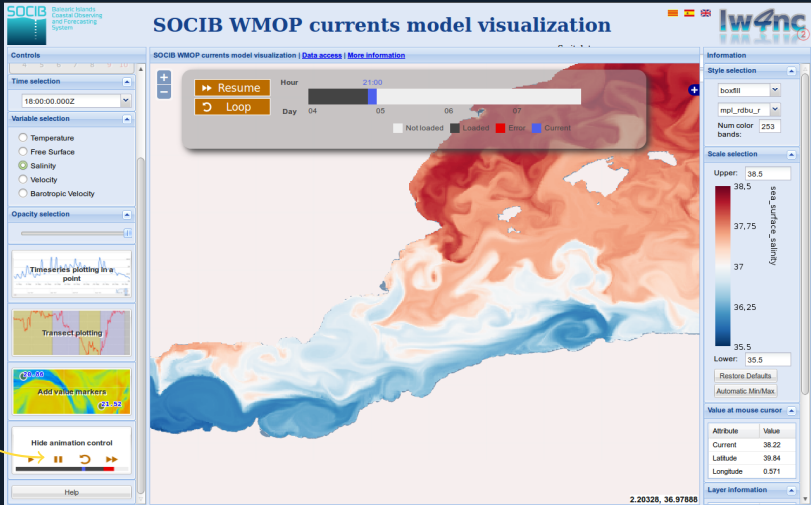 SOCIB
Balearic Islands
Coastal Observing
and Forecasting
System
SOCIB WMOP currents model visualization
lw4nc
2
Controls
Time selection
18:00:00.000Z
Variable selection
Temperature
Free Surface
Salinity
Velocity
Barotropic Velocity
Opacity selection
Timeseries plotting in a
point
Transect plotting
20.88
Add value markers
21.52
Hide animation control
Help
SOCIB WMOP currents model visualization | Data access | More information
+
−
Resume
Loop
Hour
21:00
Day
04
05
06
07
Not loaded
Loaded
Error
Current
2.20328, 36.97888
Information
Style selection
boxfill
mpl_rdbu_r
Num color
bands:
253
Scale selection
Upper: 38.5
38,5
37,75
37
36,25
35.5
sea_surface_salinity
Lower: 35.5
Restore Defaults
Automatic Min/Max
Value at mouse cursor
Attribute Value
Current 38.22
Latitude 39.84
Longitude 0.571
Layer information